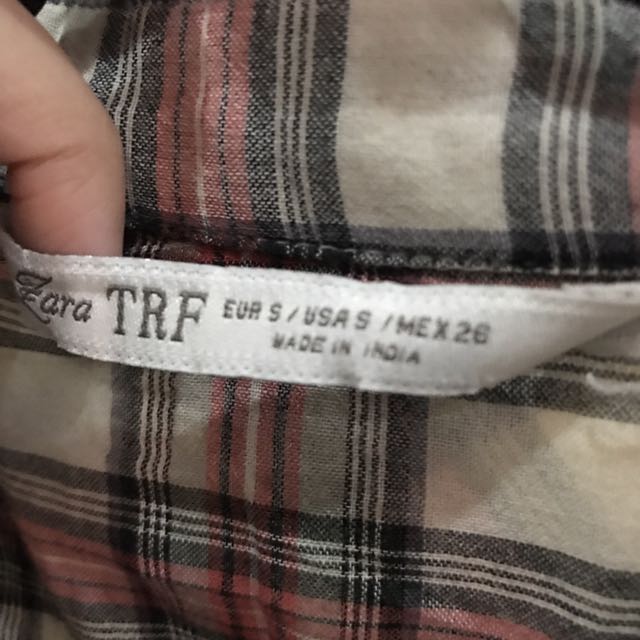 Zara TRF EUR S / USA S / MEX 26
MADE IN INDIA